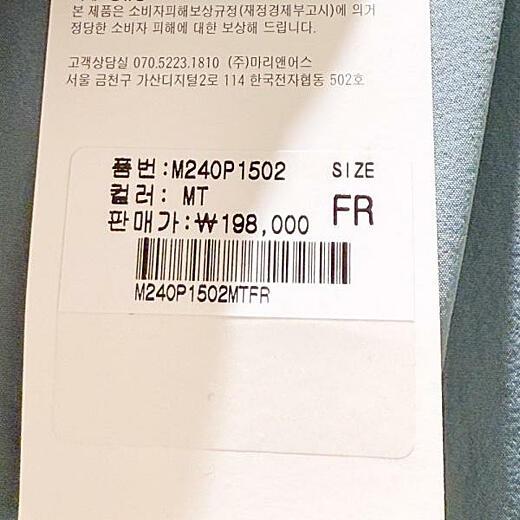 본 제품은 소비자피해보상규정(재정경제부고시)에 의거
정당한 소비자 피해에 대한 보상해 드립니다.
고객상담실 070.5223.1810 (주)마리앤어스
서울 금천구 가산디지털2로 114 한국전자협동 502호
품번:M240P1502 SIZE
컬러: MT
FR
판매가:₩198,000
M240P1502MTFR